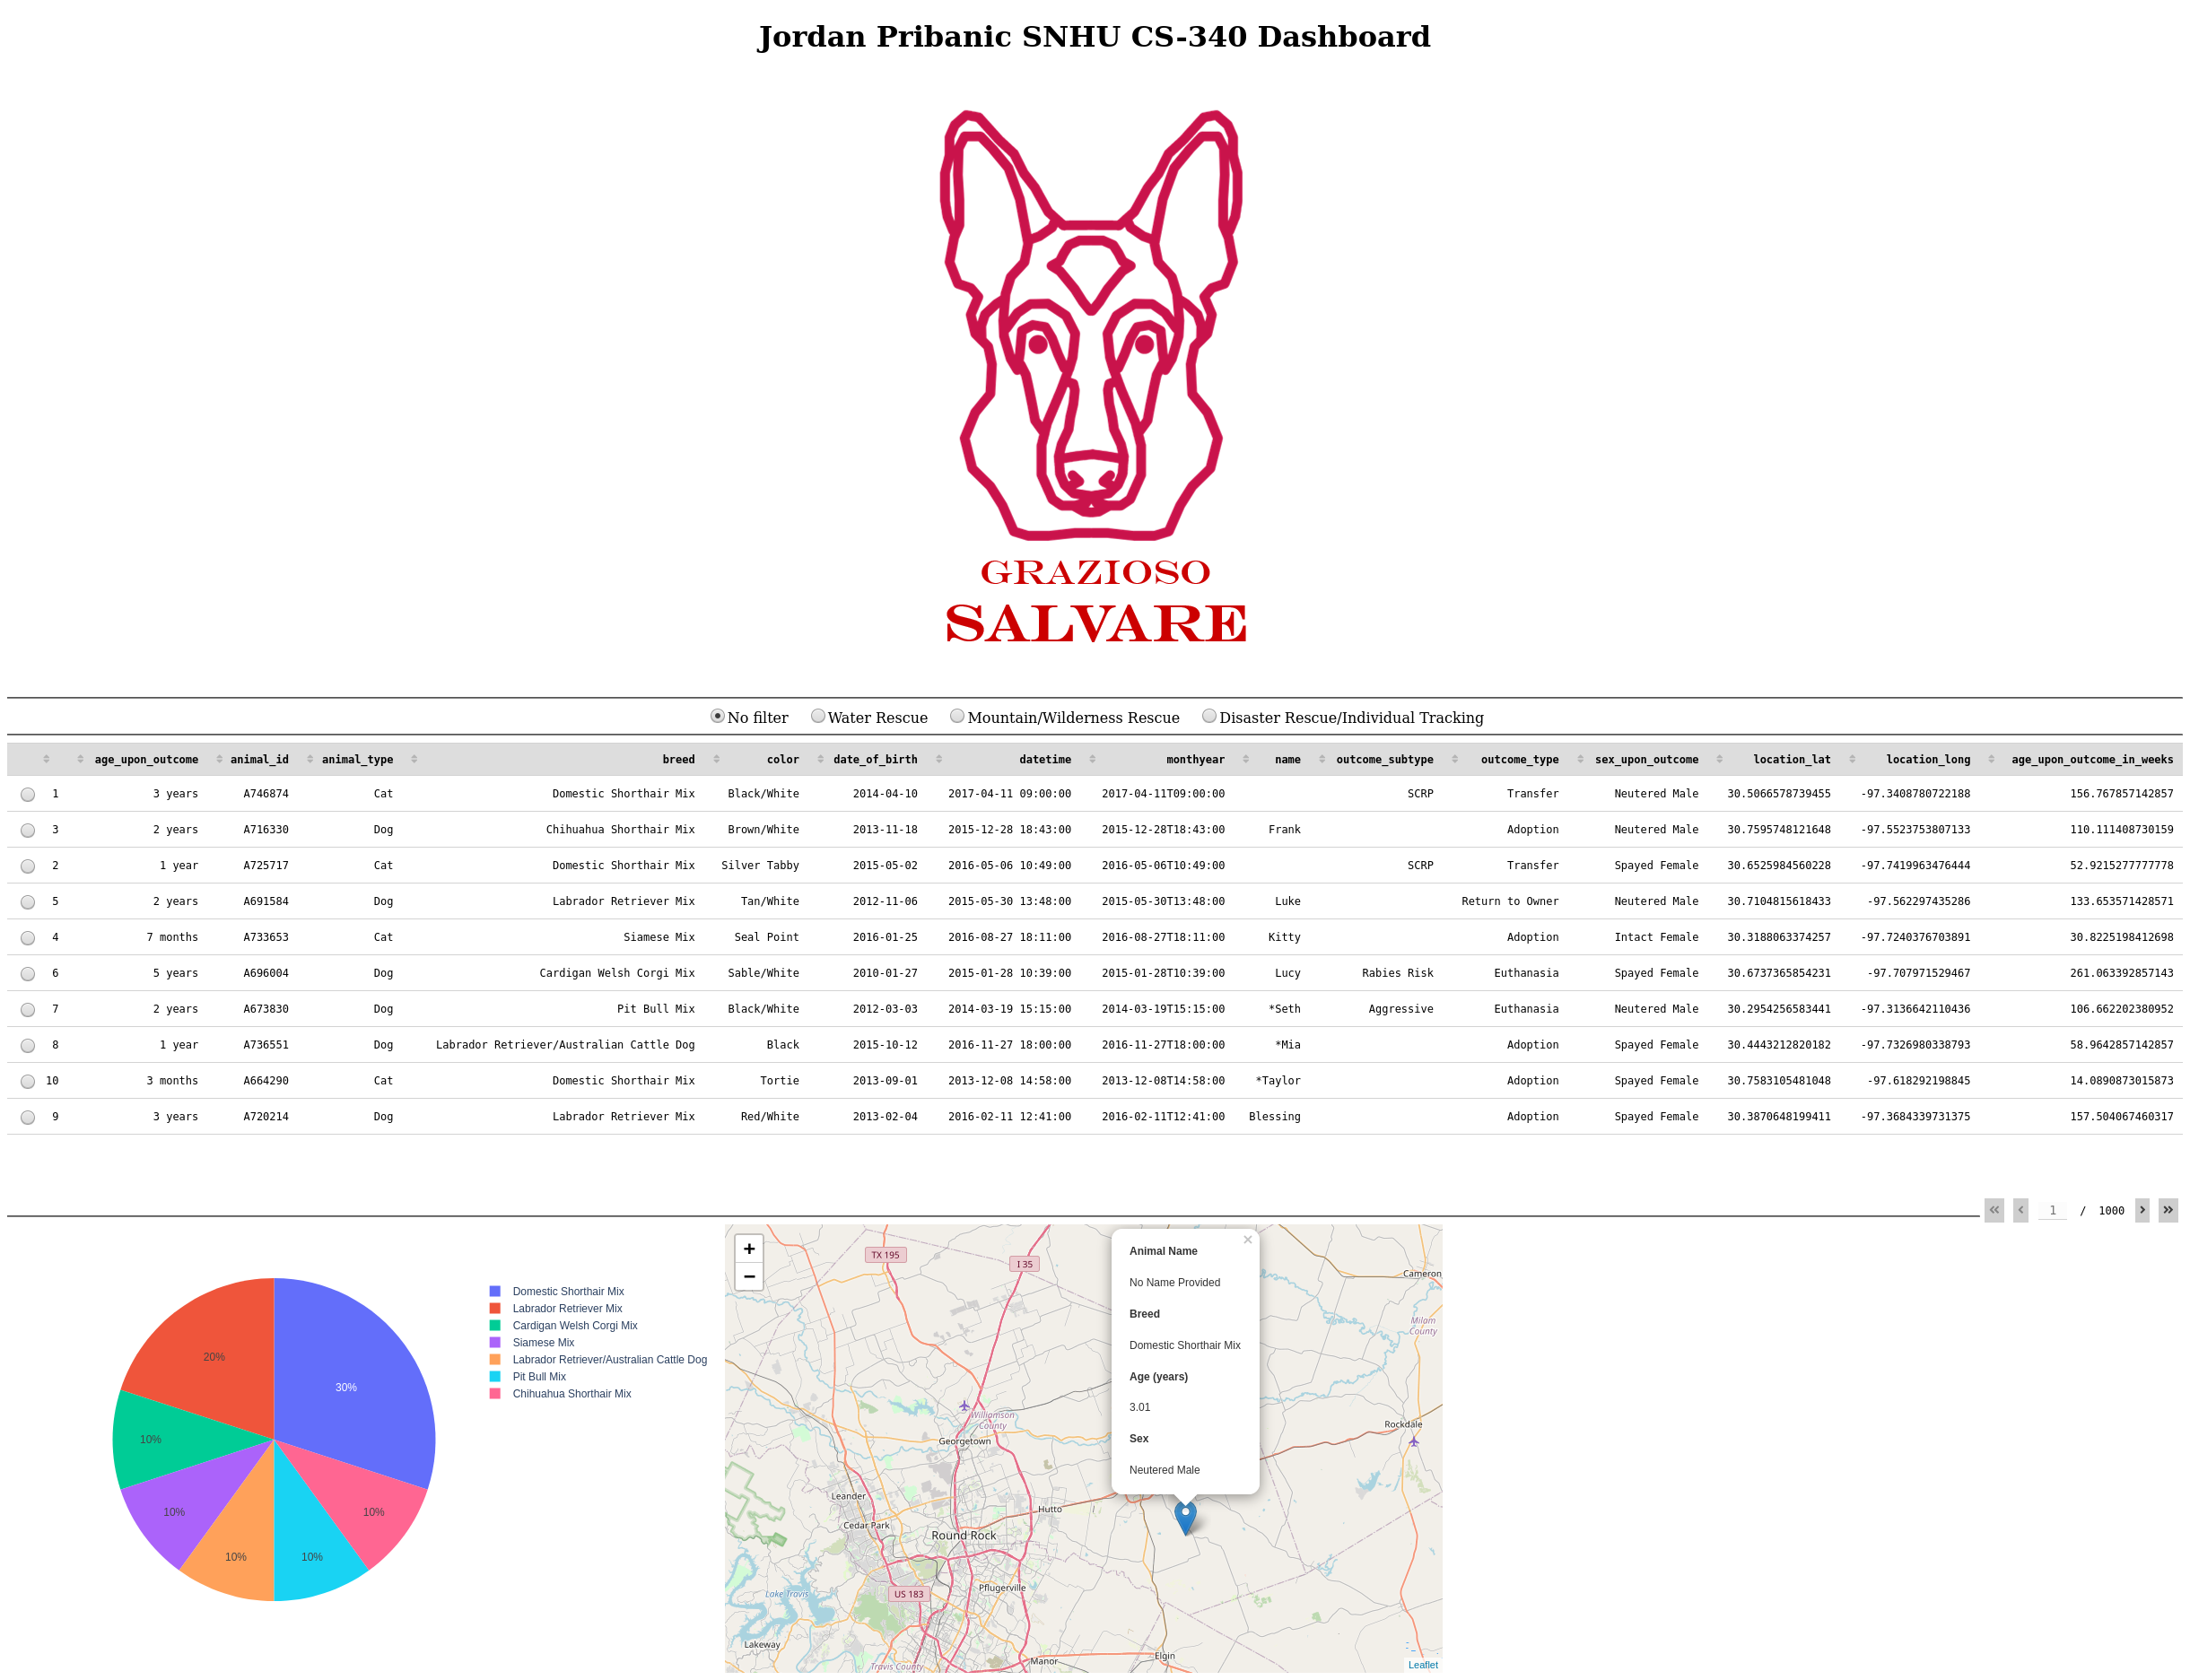 Jordan Pribanic SNHU CS-340 Dashboard
GRAZIOSO
SALVARE
No filter Water Rescue Mountain/Wilderness Rescue Disaster Rescue/Individual Tracking
age_upon_outcome animal_id animal_type breed color date_of_birth datetime monthyear name outcome_subtype outcome_type sex_upon_outcome location_lat location_long age_upon_outcome_in_weeks
1 3 years A746874 Cat Domestic Shorthair Mix Black/White 2014-04-10 2017-04-11 09:00:00 2017-04-11T09:00:00 SCRP Transfer Neutered Male 30.5066578739455 -97.3408780722188 156.767857142857
3 2 years A716330 Dog Chihuahua Shorthair Mix Brown/White 2013-11-18 2015-12-28 18:43:00 2015-12-28T18:43:00 Frank Adoption Neutered Male 30.7595748121648 -97.5523753807133 110.111408730159
2 1 year A725717 Cat Domestic Shorthair Mix Silver Tabby 2015-05-02 2016-05-06 10:49:00 2016-05-06T10:49:00 SCRP Transfer Spayed Female 30.6525984560228 -97.7419963476444 52.9215277777778
5 2 years A691584 Dog Labrador Retriever Mix Tan/White 2012-11-06 2015-05-30 13:48:00 2015-05-30T13:48:00 Luke Return to Owner Neutered Male 30.7104815618433 -97.562297435286 133.653571428571
4 7 months A733653 Cat Siamese Mix Seal Point 2016-01-25 2016-08-27 18:11:00 2016-08-27T18:11:00 Kitty Adoption Intact Female 30.3188063374257 -97.7240376703891 30.8225198412698
6 5 years A696004 Dog Cardigan Welsh Corgi Mix Sable/White 2010-01-27 2015-01-28 10:39:00 2015-01-28T10:39:00 Lucy Rabies Risk Euthanasia Spayed Female 30.6737365854231 -97.707971529467 261.063392857143
7 2 years A673830 Dog Pit Bull Mix Black/White 2012-03-03 2014-03-19 15:15:00 2014-03-19T15:15:00 *Seth Aggressive Euthanasia Neutered Male 30.2954256583441 -97.3136642110436 106.662202380952
8 1 year A736551 Dog Labrador Retriever/Australian Cattle Dog Black 2015-10-12 2016-11-27 18:00:00 2016-11-27T18:00:00 *Mia Adoption Spayed Female 30.4443212820182 -97.7326980338793 58.9642857142857
10 3 months A664290 Cat Domestic Shorthair Mix Tortie 2013-09-01 2013-12-08 14:58:00 2013-12-08T14:58:00 *Taylor Adoption Spayed Female 30.7583105481048 -97.618292198845 14.0890873015873
9 3 years A720214 Dog Labrador Retriever Mix Red/White 2013-02-04 2016-02-11 12:41:00 2016-02-11T12:41:00 Blessing Adoption Spayed Female 30.3870648199411 -97.3684339731375 157.504067460317
1 / 1000
Domestic Shorthair Mix
Labrador Retriever Mix
Cardigan Welsh Corgi Mix
Siamese Mix
Labrador Retriever/Australian Cattle Dog
Pit Bull Mix
Chihuahua Shorthair Mix
20%
30%
10%
10%
10%
10%
10%
+
−
TX 195
I 35
Cameron
Milam
County
Animal Name
No Name Provided
Breed
Domestic Shorthair Mix
Age (years)
3.01
Sex
Neutered Male
Williamson
County
Georgetown
Rockdale
Leander
Hutto
Cedar Park
Round Rock
Pflugerville
US 183
Lake Travis
Lakeway
Travis County
Manor
Elgin
Leaflet